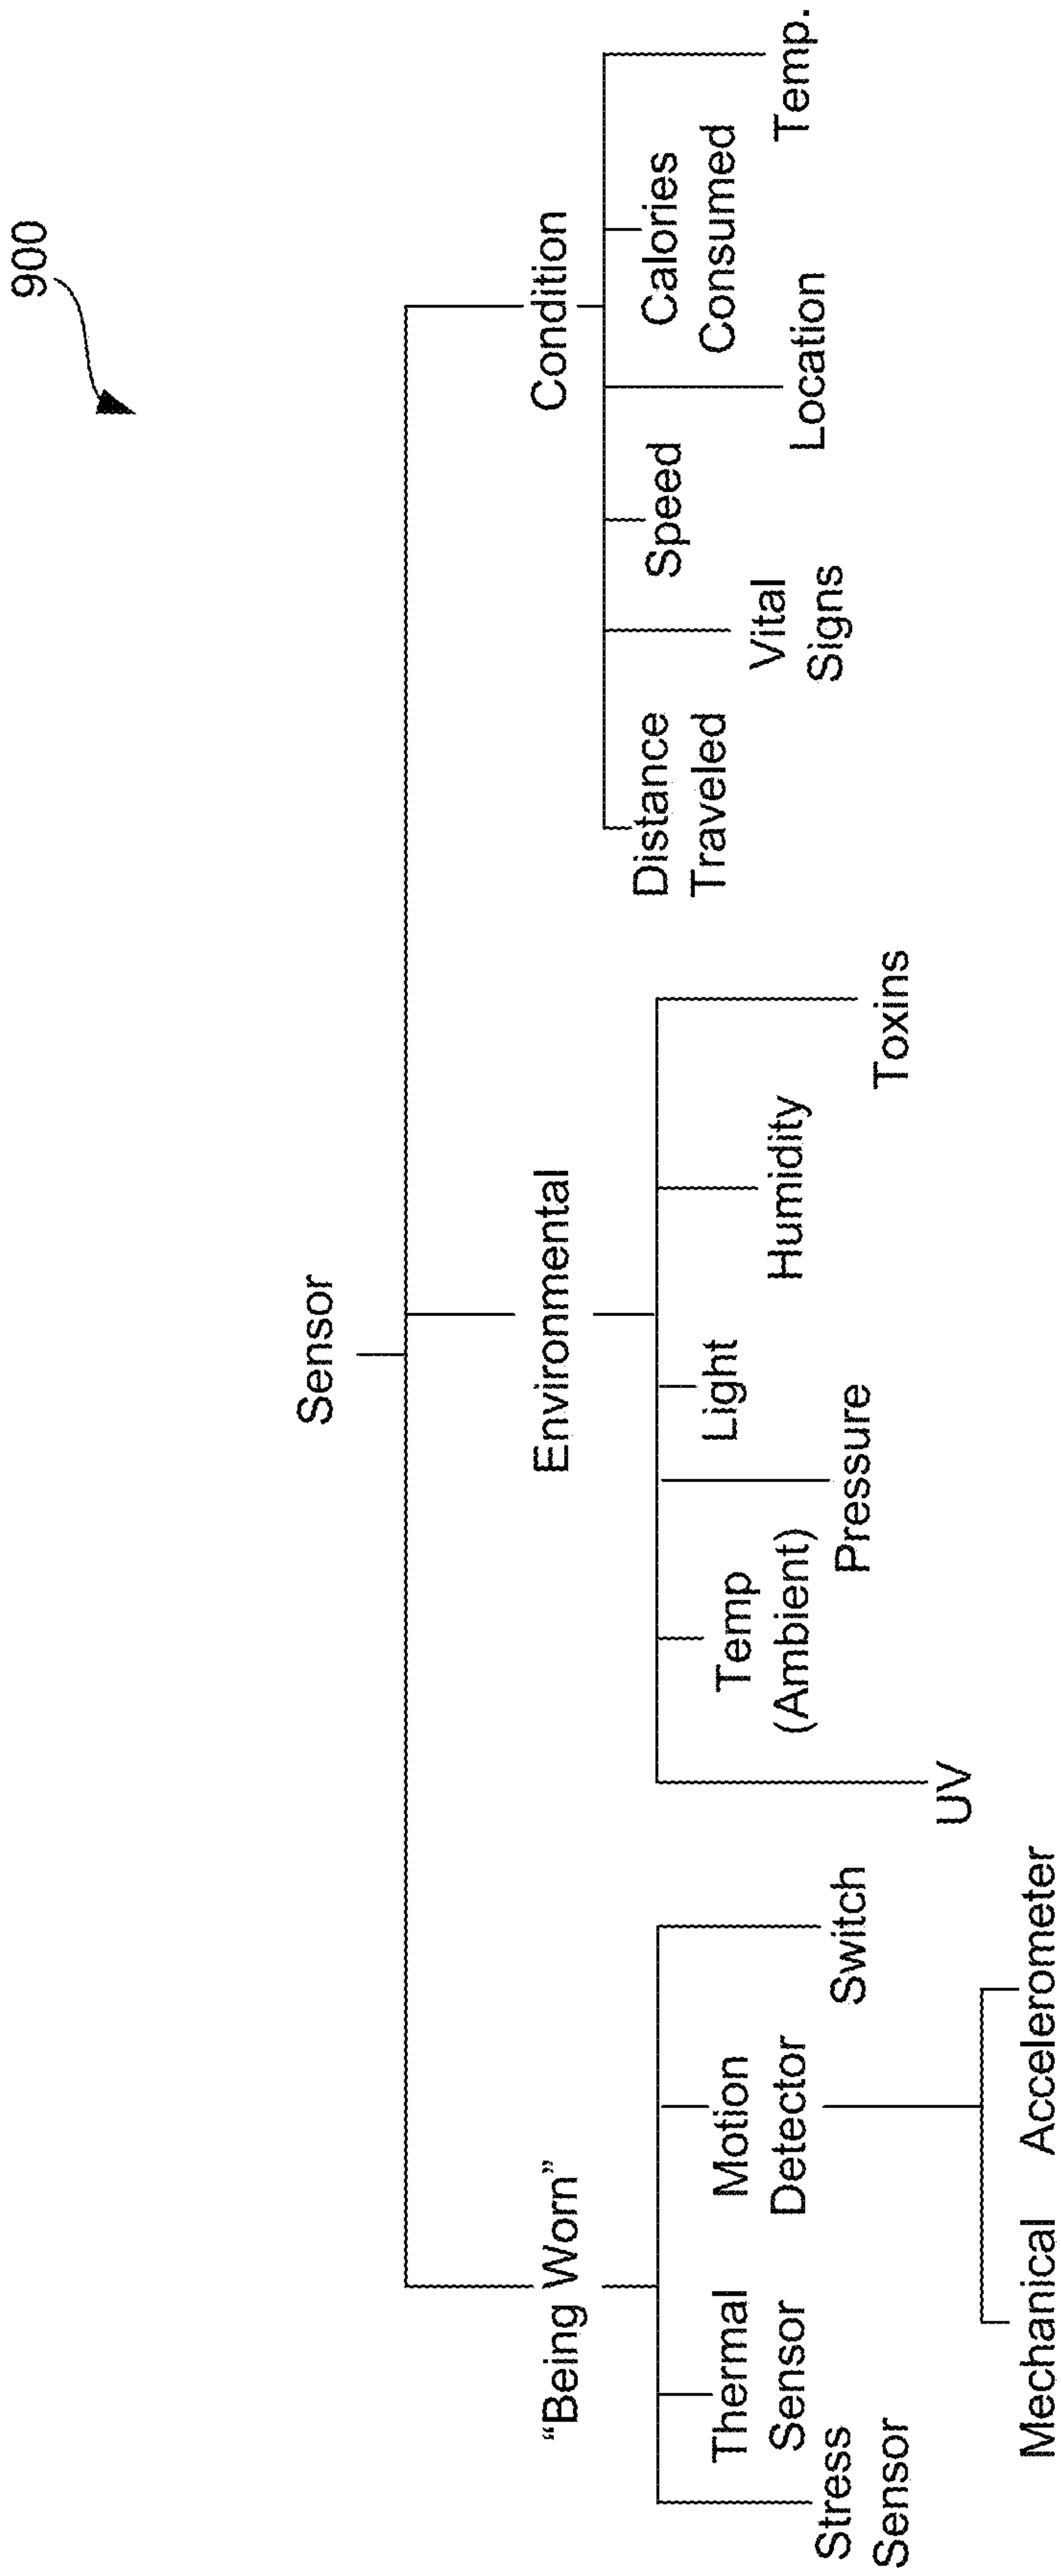 900
Sensor
“Being Worn”
Environmental
Condition
Stress
Sensor
Thermal
Sensor
Motion
Detector
Switch
Mechanical
Accelerometer
UV
Temp
(Ambient)
Pressure
Light
Humidity
Toxins
Distance
Traveled
Vital
Signs
Speed
Location
Calories
Consumed
Temp.